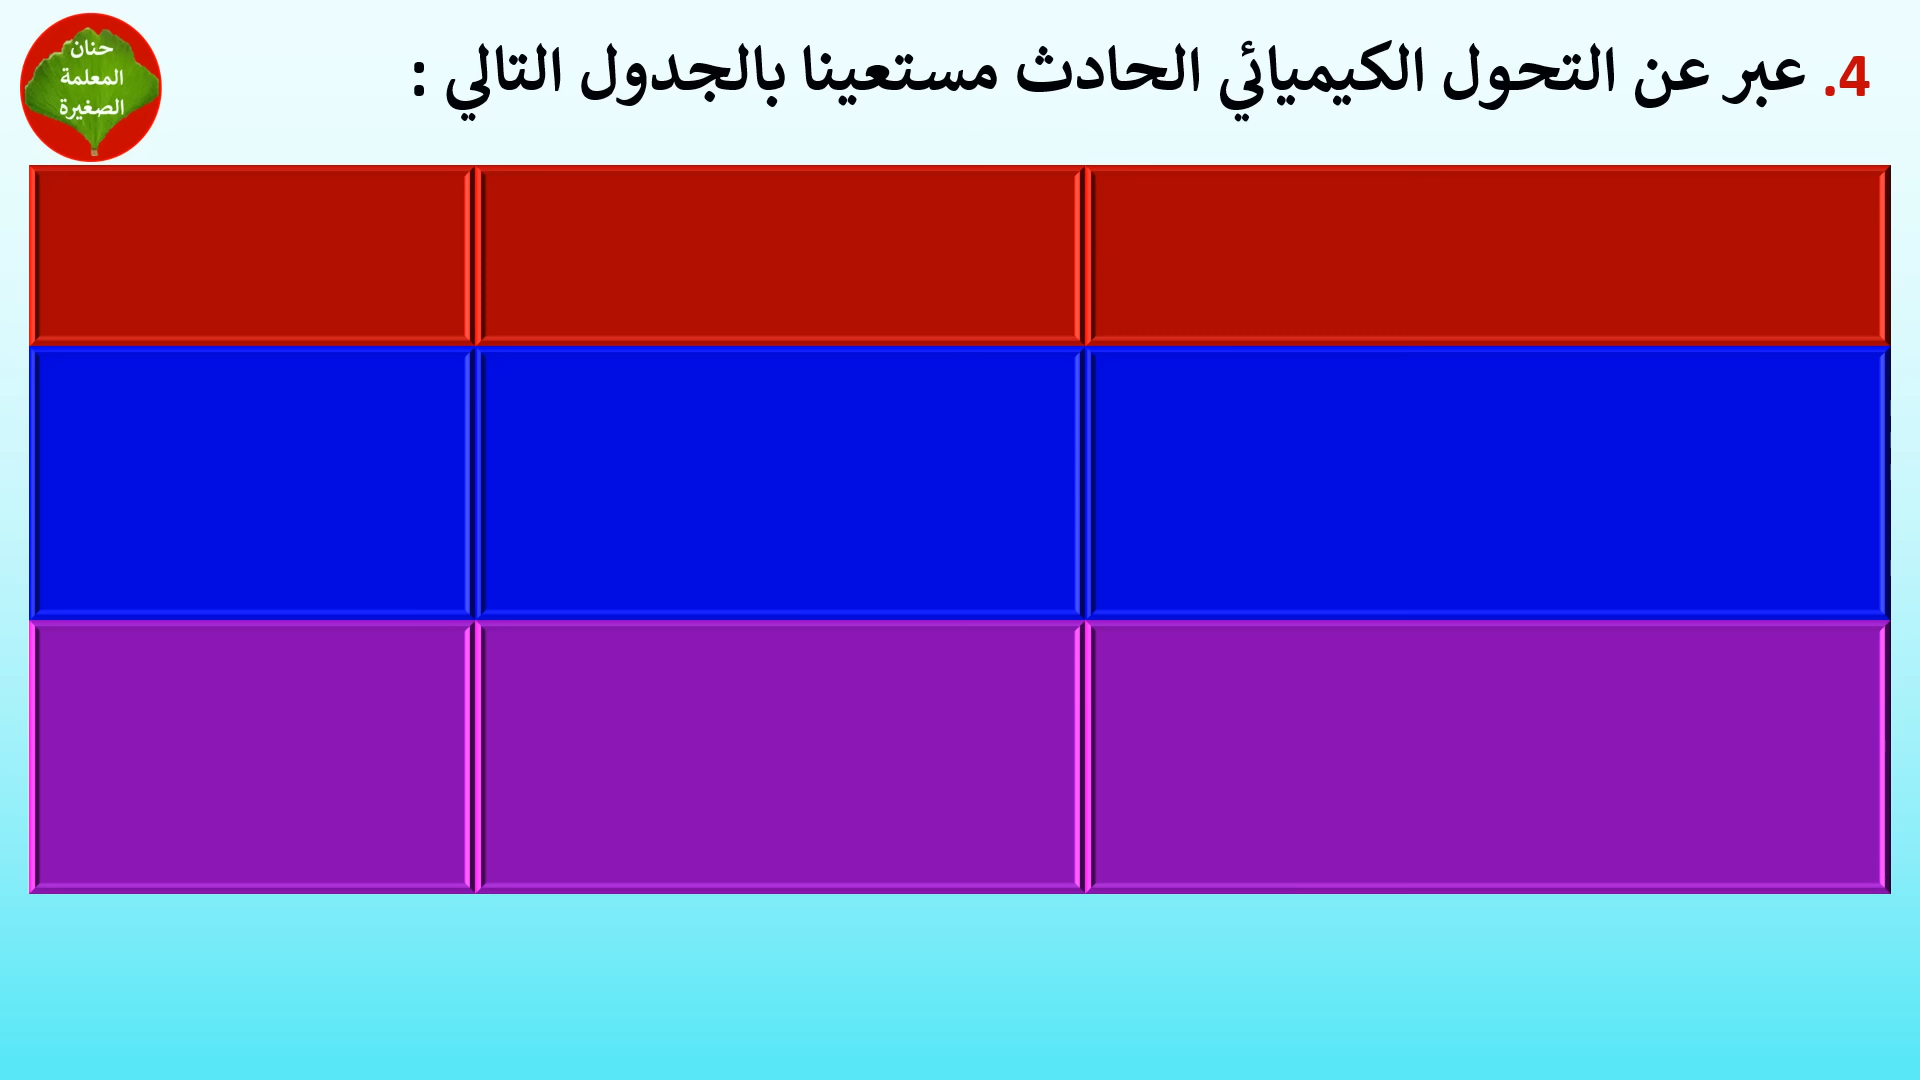 4. عبر عن التحول الكيميائي الحادث مستعينا بالجدول التالي :
حنان
المعلمة
الصغيرة